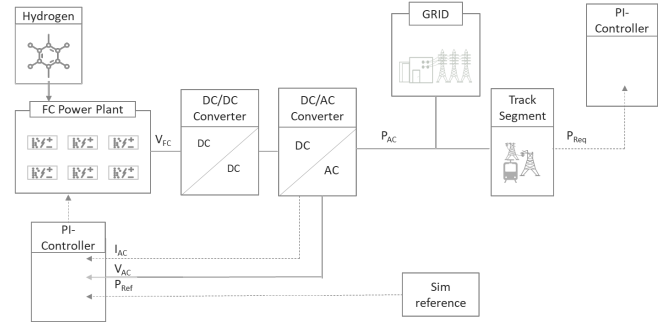 Hydrogen
FC Power Plant
V_FC
DC/DC
Converter
DC
DC
DC/AC
Converter
DC
AC
P_AC
GRID
Track
Segment
P_Req
PI-
Controller
PI-
Controller
I_AC
V_AC
P_Ref
Sim
reference